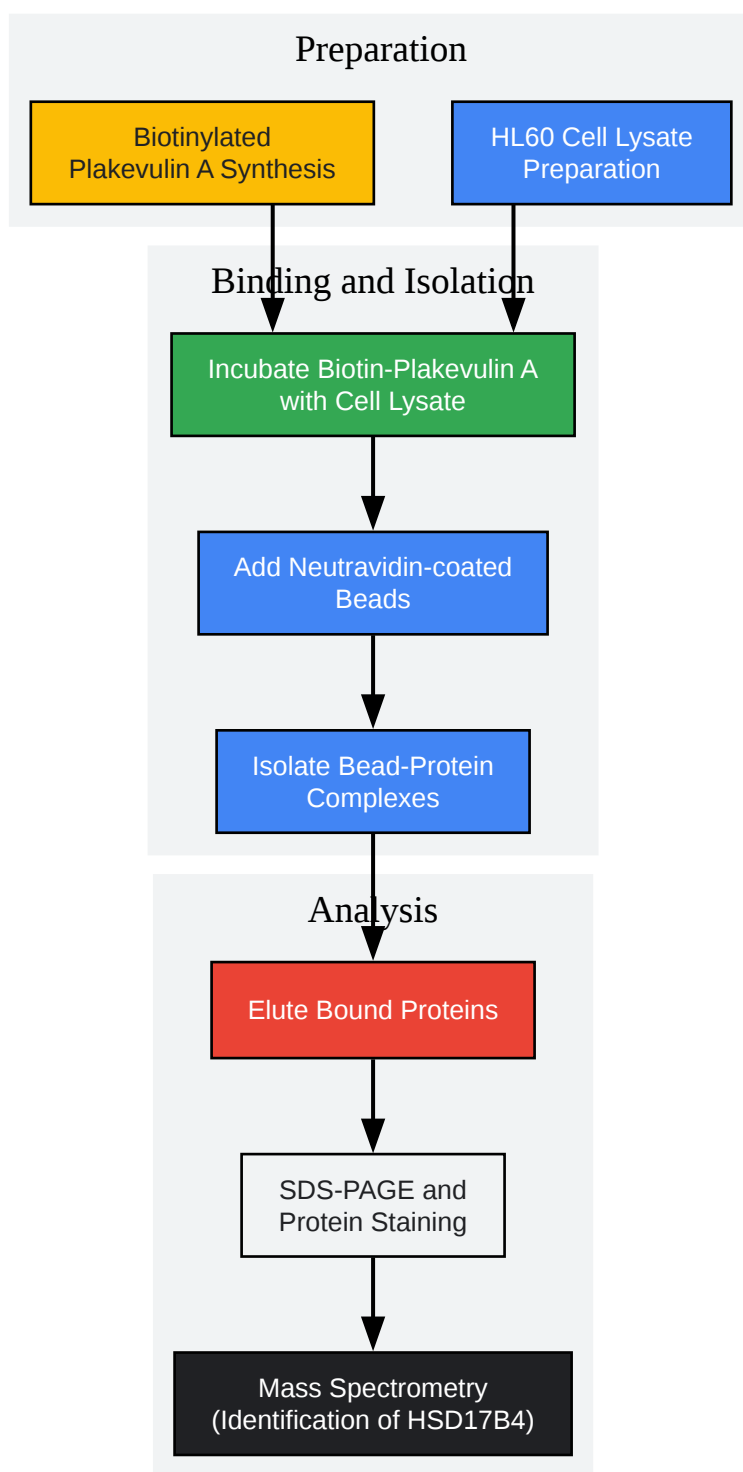 Preparation
Biotinylated
Plakevulin A Synthesis
HL60 Cell Lysate
Preparation
Binding and Isolation
Incubate Biotin-Plakevulin A
with Cell Lysate
Add Neutravidin-coated
Beads
Isolate Bead-Protein
Complexes
Analysis
Elute Bound Proteins
SDS-PAGE and
Protein Staining
Mass Spectrometry
(Identification of HSD17B4)